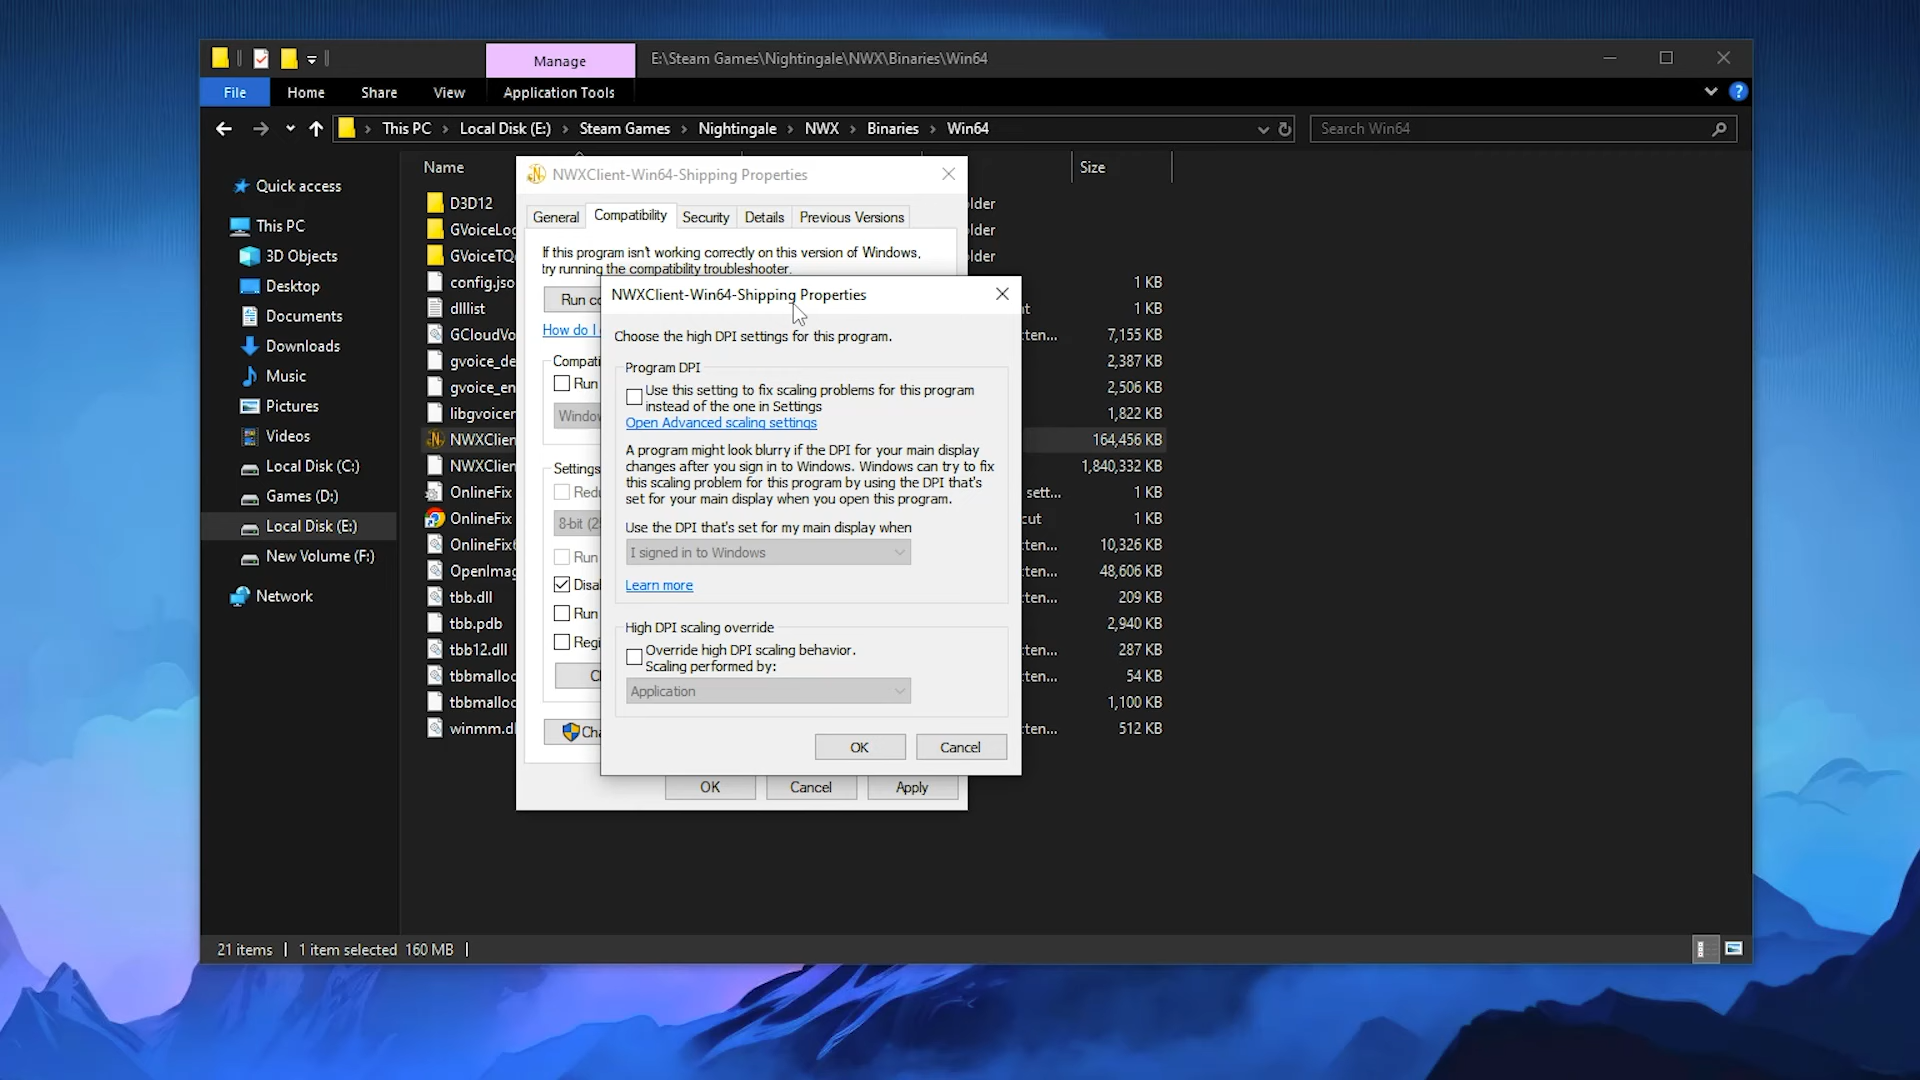 Manage
E:\Steam Games\Nightingale\NWX\Binaries\Win64
File Home Share View Application Tools
This PC Local Disk (E:) Steam Games Nightingale NWX Binaries Win64
Search Win64
Quick access
This PC
3D Objects
Desktop
Documents
Downloads
Music
Pictures
Videos
Local Disk (C:)
Games (D:)
Local Disk (E:)
New Volume (F:)
Network
Name Size
D3D12 older
GVoiceLog older
GVoiceTQ older
config.jso 1 KB
dlllist 1 KB
GCloudVo ten... 7,155 KB
gvoice_de 2,387 KB
gvoice_en 2,506 KB
libgvoicen 1,822 KB
NWXClien 164,456 KB
NWXClien 1,840,332 KB
OnlineFix sett... 1 KB
OnlineFix cut 1 KB
OnlineFix ten... 10,326 KB
OpenImag ten... 48,606 KB
tbb.dll ten... 209 KB
tbb.pdb 2,940 KB
tbb12.dll ten... 287 KB
tbbmalloc ten... 54 KB
tbbmalloc 1,100 KB
winmm.dl ten... 512 KB
NWXClient-Win64-Shipping Properties
General Compatibility Security Details Previous Versions
If this program isn't working correctly on this version of Windows,
try running the compatibility troubleshooter.
Run co
How do I
Compati
Run
Window
Settings
Redu
8-bit (25
Run
Disal
Run
Regi
Cha
OK Cancel Apply
NWXClient-Win64-Shipping Properties
Choose the high DPI settings for this program.
Program DPI
Use this setting to fix scaling problems for this program
instead of the one in Settings
Open Advanced scaling settings
A program might look blurry if the DPI for your main display
changes after you sign in to Windows. Windows can try to fix
this scaling problem for this program by using the DPI that's
set for your main display when you open this program.
Use the DPI that's set for my main display when
I signed in to Windows
Learn more
High DPI scaling override
Override high DPI scaling behavior.
Scaling performed by:
Application
OK Cancel
21 items 1 item selected 160 MB